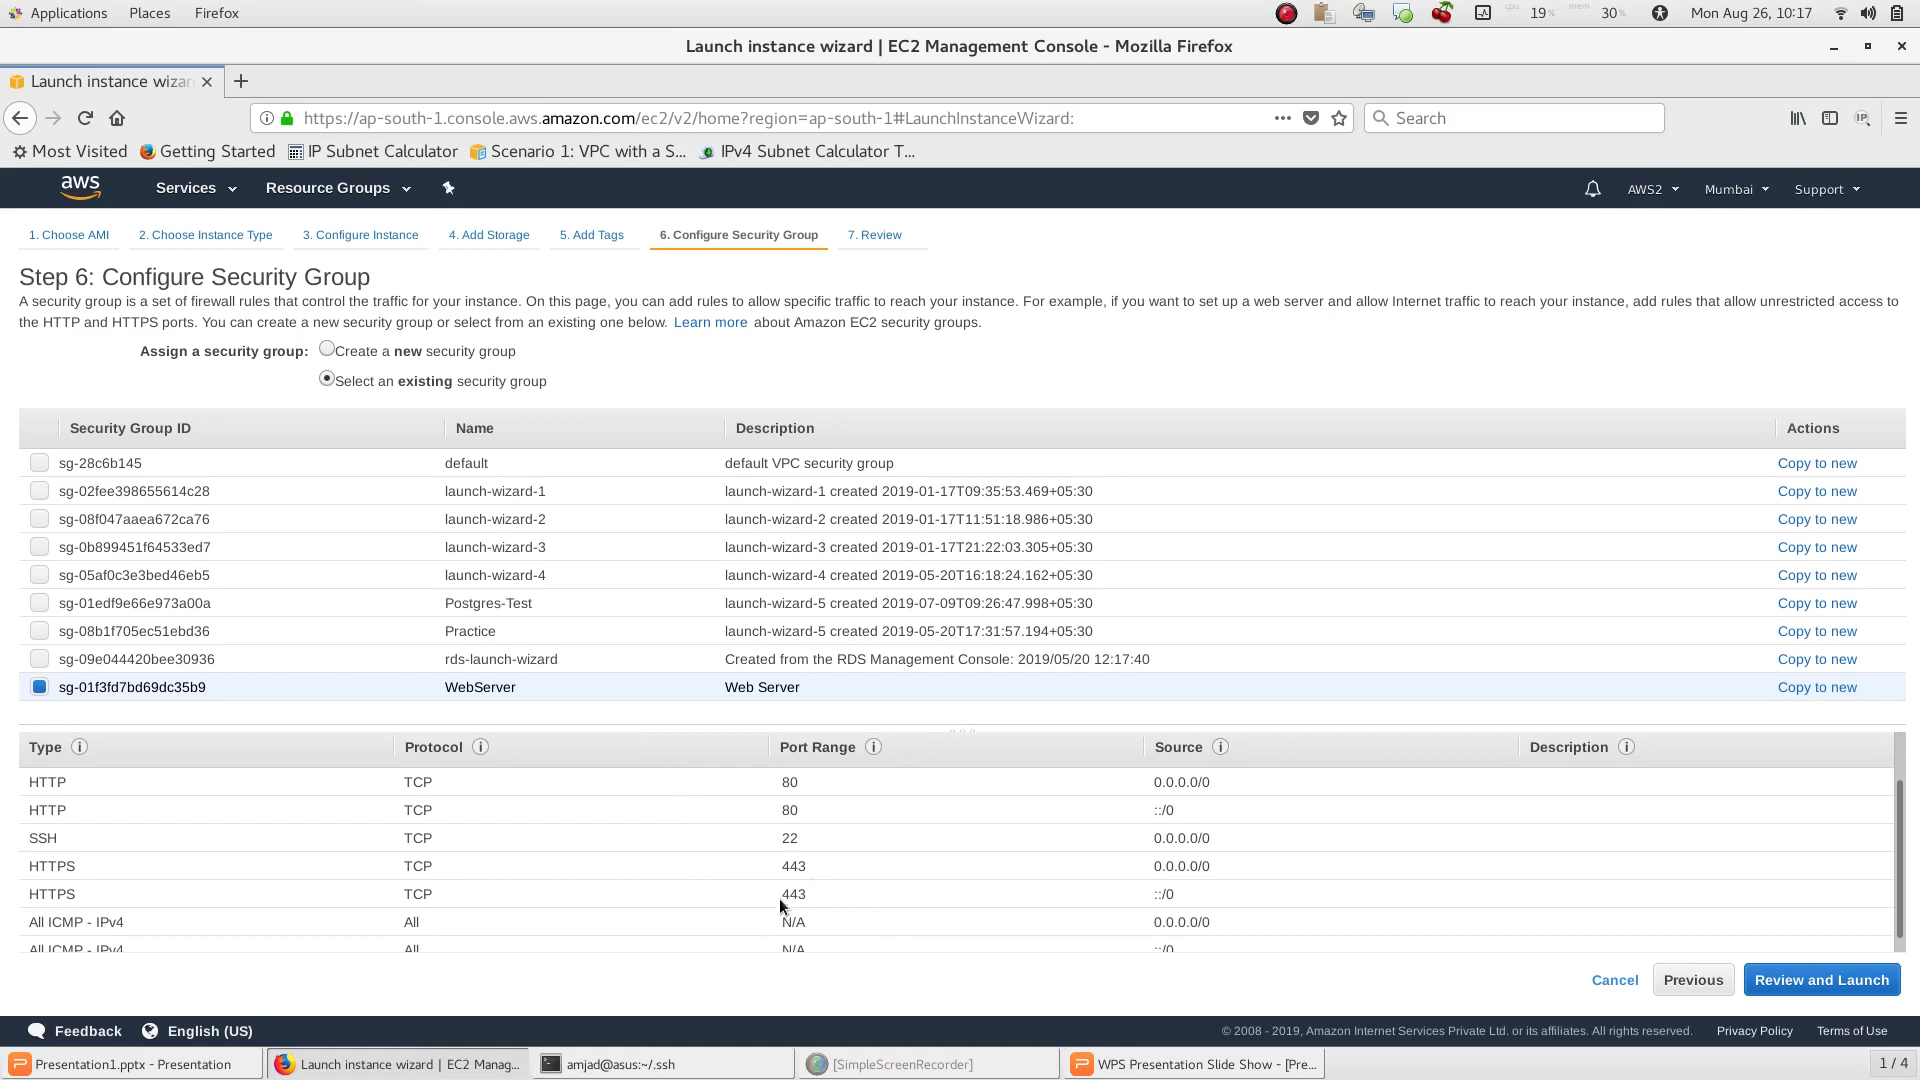 Applications Places Firefox cpu 19% mem 30% Mon Aug 26, 10:17
Launch instance wizard | EC2 Management Console - Mozilla Firefox
Launch instance wizar
https://ap-south-1.console.aws.amazon.com/ec2/v2/home?region=ap-south-1#LaunchInstanceWizard: Search IP
Most Visited Getting Started IP Subnet Calculator Scenario 1: VPC with a S... IPv4 Subnet Calculator T...
aws Services Resource Groups AWS2 Mumbai Support
1. Choose AMI 2. Choose Instance Type 3. Configure Instance 4. Add Storage 5. Add Tags 6. Configure Security Group 7. Review
Step 6: Configure Security Group
A security group is a set of firewall rules that control the traffic for your instance. On this page, you can add rules to allow specific traffic to reach your instance. For example, if you want to set up a web server and allow Internet traffic to reach your instance, add rules that allow unrestricted access to
the HTTP and HTTPS ports. You can create a new security group or select from an existing one below. Learn more about Amazon EC2 security groups.
Assign a security group: Create a new security group
Select an existing security group
Security Group ID Name Description Actions
sg-28c6b145 default default VPC security group Copy to new
sg-02fee398655614c28 launch-wizard-1 launch-wizard-1 created 2019-01-17T09:35:53.469+05:30 Copy to new
sg-08f047aaea672ca76 launch-wizard-2 launch-wizard-2 created 2019-01-17T11:51:18.986+05:30 Copy to new
sg-0b899451f64533ed7 launch-wizard-3 launch-wizard-3 created 2019-01-17T21:22:03.305+05:30 Copy to new
sg-05af0c3e3bed46eb5 launch-wizard-4 launch-wizard-4 created 2019-05-20T16:18:24.162+05:30 Copy to new
sg-01edf9e66e973a00a Postgres-Test launch-wizard-5 created 2019-07-09T09:26:47.998+05:30 Copy to new
sg-08b1f705ec51ebd36 Practice launch-wizard-5 created 2019-05-20T17:31:57.194+05:30 Copy to new
sg-09e044420bee30936 rds-launch-wizard Created from the RDS Management Console: 2019/05/20 12:17:40 Copy to new
sg-01f3fd7bd69dc35b9 WebServer Web Server Copy to new
Type Protocol Port Range Source Description
HTTP TCP 80 0.0.0.0/0
HTTP TCP 80 ::/0
SSH TCP 22 0.0.0.0/0
HTTPS TCP 443 0.0.0.0/0
HTTPS TCP 443 ::/0
All ICMP - IPv4 All N/A 0.0.0.0/0
All ICMP - IPv4 All N/A ::/0
Cancel Previous Review and Launch
Feedback English (US) © 2008 - 2019, Amazon Internet Services Private Ltd. or its affiliates. All rights reserved. Privacy Policy Terms of Use
Presentation1.pptx - Presentation Launch instance wizard | EC2 Manag... amjad@asus:~/.ssh [SimpleScreenRecorder] WPS Presentation Slide Show - [Pre... 1 / 4